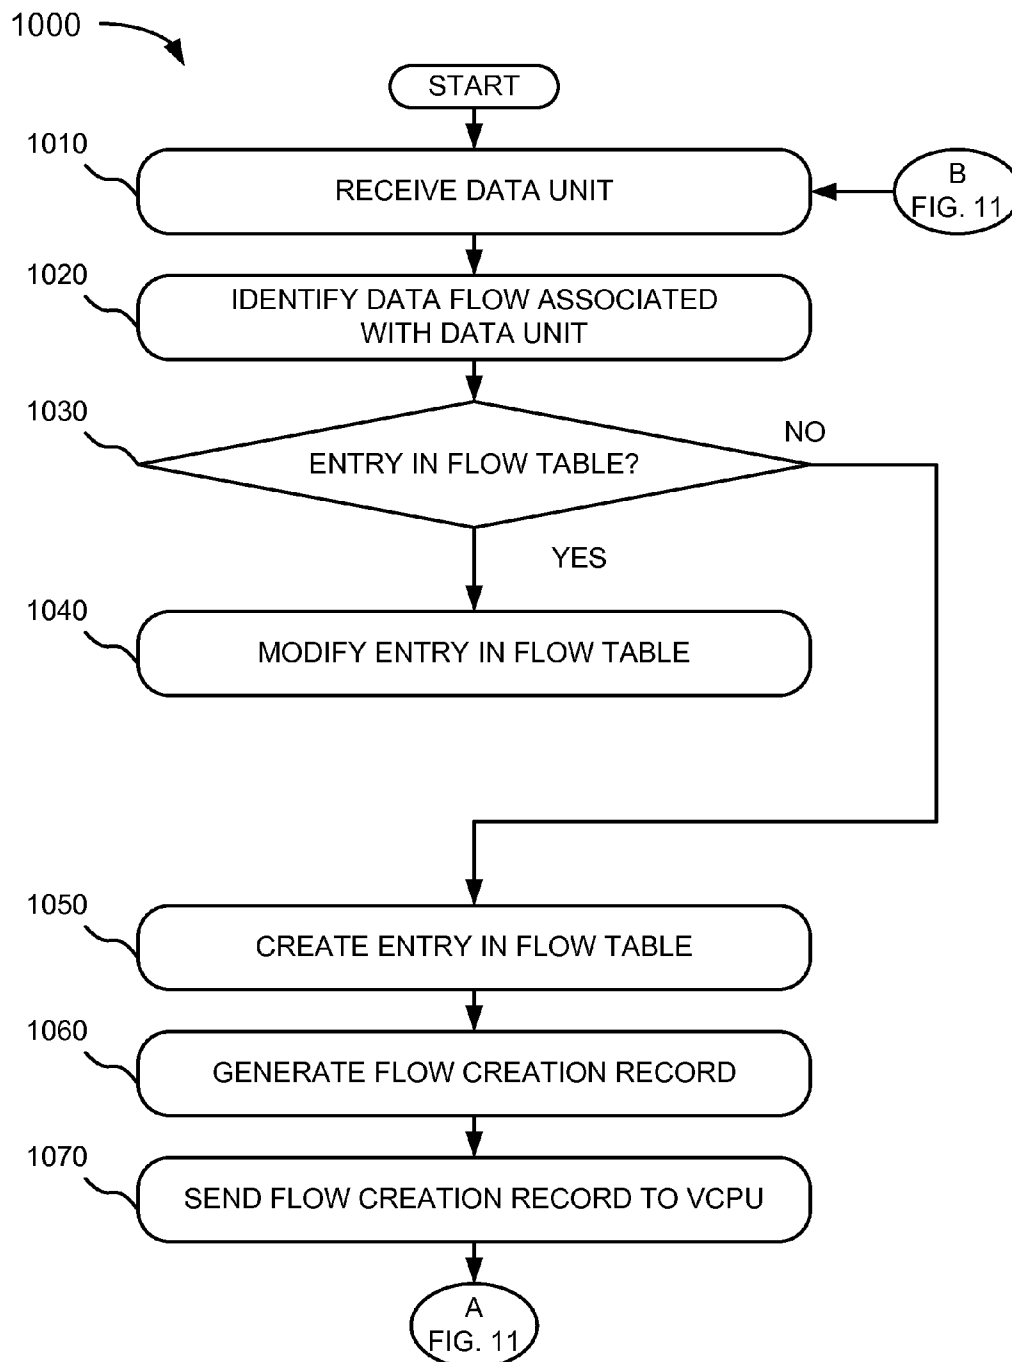 1000
START
1010
RECEIVE DATA UNIT
B
FIG. 11
1020
IDENTIFY DATA FLOW ASSOCIATED
WITH DATA UNIT
1030
NO
ENTRY IN FLOW TABLE?
YES
1040
MODIFY ENTRY IN FLOW TABLE
1050
CREATE ENTRY IN FLOW TABLE
1060
GENERATE FLOW CREATION RECORD
1070
SEND FLOW CREATION RECORD TO VCPU
A
FIG. 11